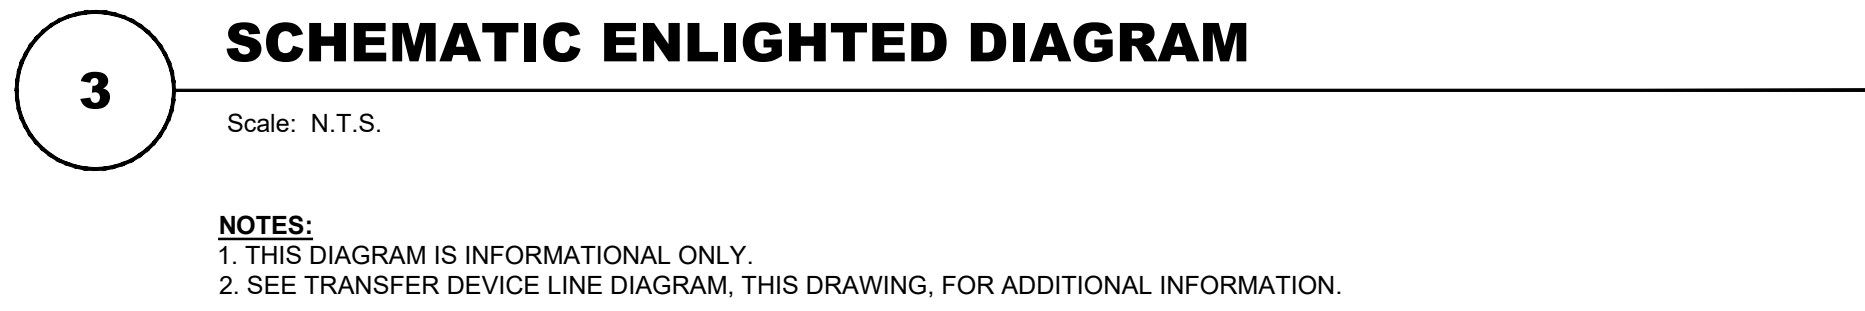 3
SCHEMATIC ENLIGHTED DIAGRAM
Scale: N.T.S.
NOTES:
1. THIS DIAGRAM IS INFORMATIONAL ONLY.
2. SEE TRANSFER DEVICE LINE DIAGRAM, THIS DRAWING, FOR ADDITIONAL INFORMATION.